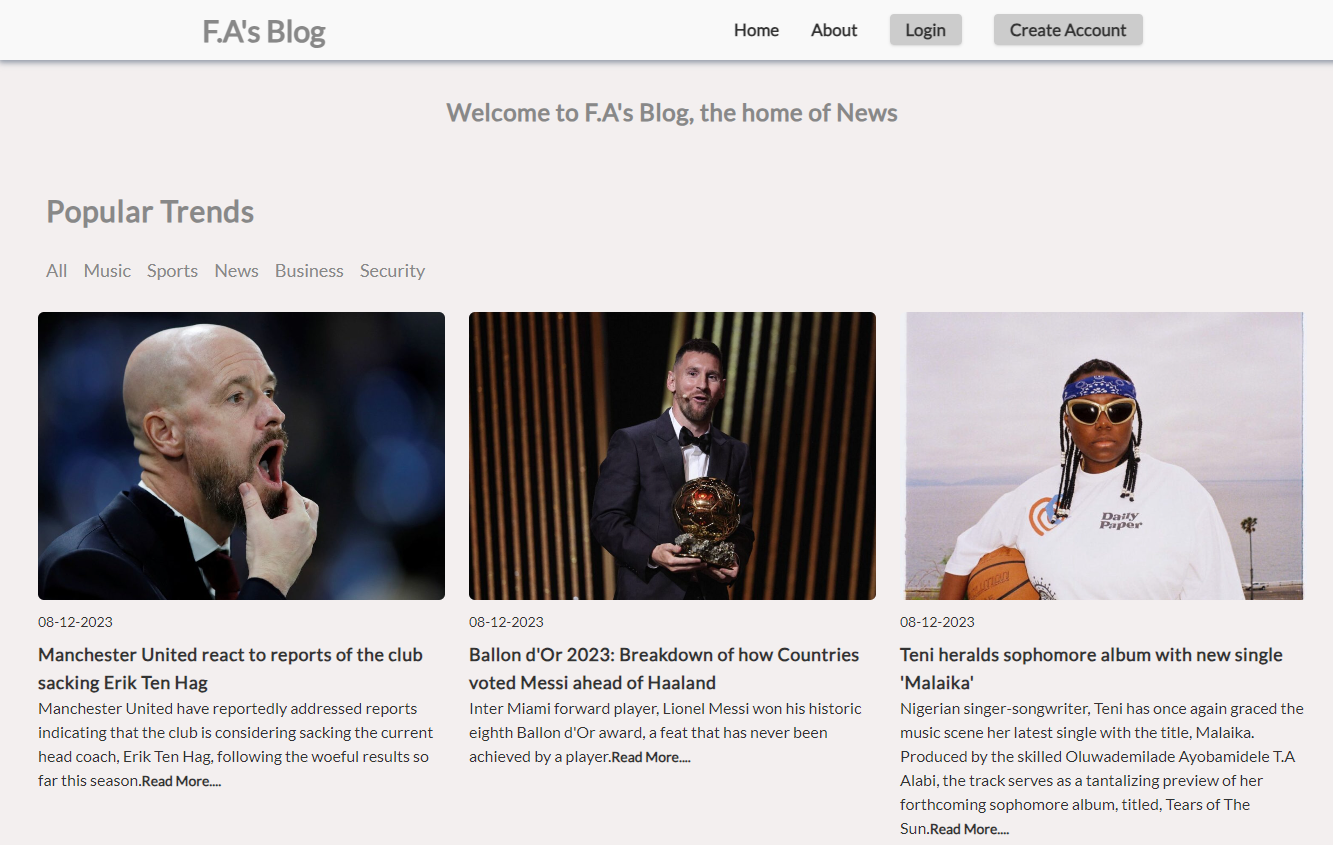 F.A's Blog
Home About Login Create Account
Welcome to F.A's Blog, the home of News
Popular Trends
All Music Sports News Business Security
Daily
Paper
08-12-2023
Manchester United react to reports of the club
sacking Erik Ten Hag
Manchester United have reportedly addressed reports
indicating that the club is considering sacking the current
head coach, Erik Ten Hag, following the woeful results so
far this season.Read More....
08-12-2023
Ballon d'Or 2023: Breakdown of how Countries
voted Messi ahead of Haaland
Inter Miami forward player, Lionel Messi won his historic
eighth Ballon d'Or award, a feat that has never been
achieved by a player.Read More....
08-12-2023
Teni heralds sophomore album with new single
'Malaika'
Nigerian singer-songwriter, Teni has once again graced the
music scene her latest single with the title, Malaika.
Produced by the skilled Oluwademilade Ayobamidele T.A
Alabi, the track serves as a tantalizing preview of her
forthcoming sophomore album, titled, Tears of The
Sun.Read More....